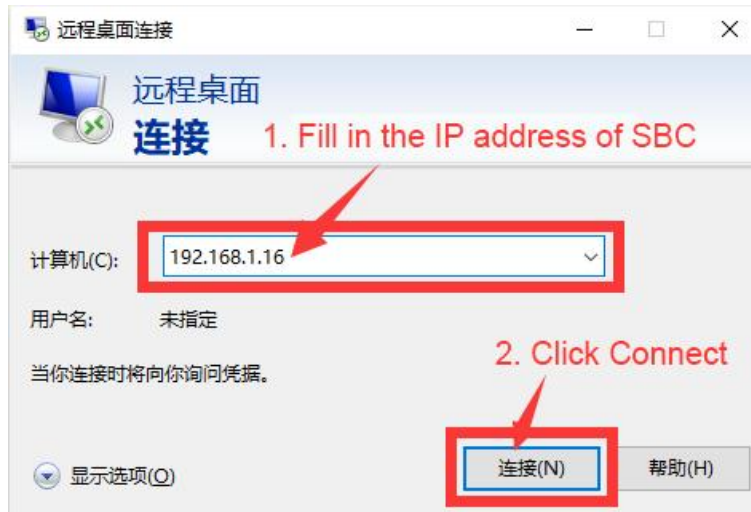 远程桌面连接
远程桌面
连接
1. Fill in the IP address of SBC
计算机(C):
192.168.1.16
用户名:
未指定
当你连接时将向你询问凭据。
2. Click Connect
显示选项(O)
连接(N)
帮助(H)